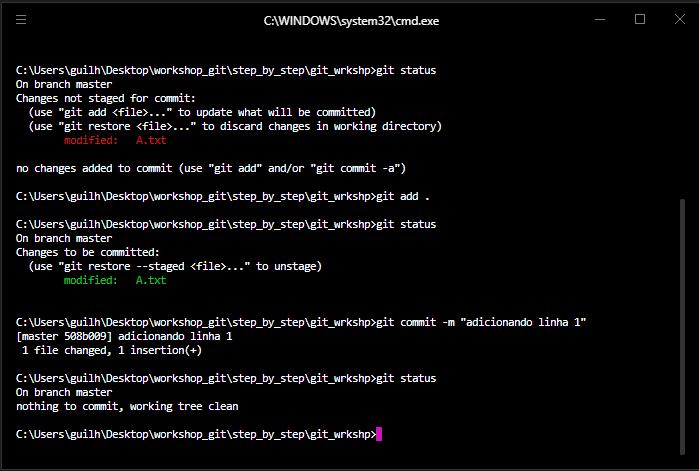 C:\WINDOWS\system32\cmd.exe
C:\Users\guilh\Desktop\workshop_git\step_by_step\git_wrkshp>git status
On branch master
Changes not staged for commit:
  (use "git add <file>..." to update what will be committed)
  (use "git restore <file>..." to discard changes in working directory)
        modified:   A.txt
no changes added to commit (use "git add" and/or "git commit -a")
C:\Users\guilh\Desktop\workshop_git\step_by_step\git_wrkshp>git add .
C:\Users\guilh\Desktop\workshop_git\step_by_step\git_wrkshp>git status
On branch master
Changes to be committed:
  (use "git restore --staged <file>..." to unstage)
        modified:   A.txt
C:\Users\guilh\Desktop\workshop_git\step_by_step\git_wrkshp>git commit -m "adicionando linha 1"
[master 508b009] adicionando linha 1
 1 file changed, 1 insertion(+)
C:\Users\guilh\Desktop\workshop_git\step_by_step\git_wrkshp>git status
On branch master
nothing to commit, working tree clean
C:\Users\guilh\Desktop\workshop_git\step_by_step\git_wrkshp>